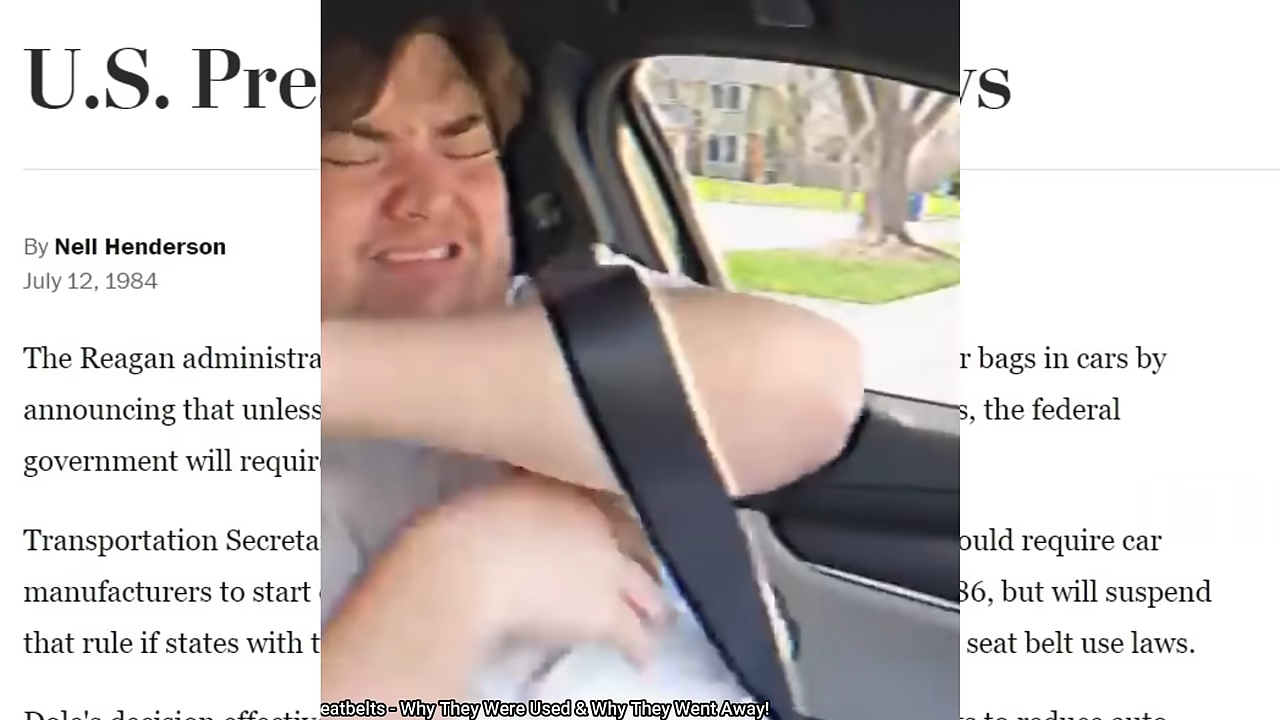 U.S. Pre
ws
By Nell Henderson
July 12, 1984
The Reagan administra r bags in cars by
announcing that unless s, the federal
government will requir
Transportation Secreta ould require car
manufacturers to start 86, but will suspend
that rule if states with t seat belt use laws.
eatbelts - Why They Were Used & Why They Went Away!